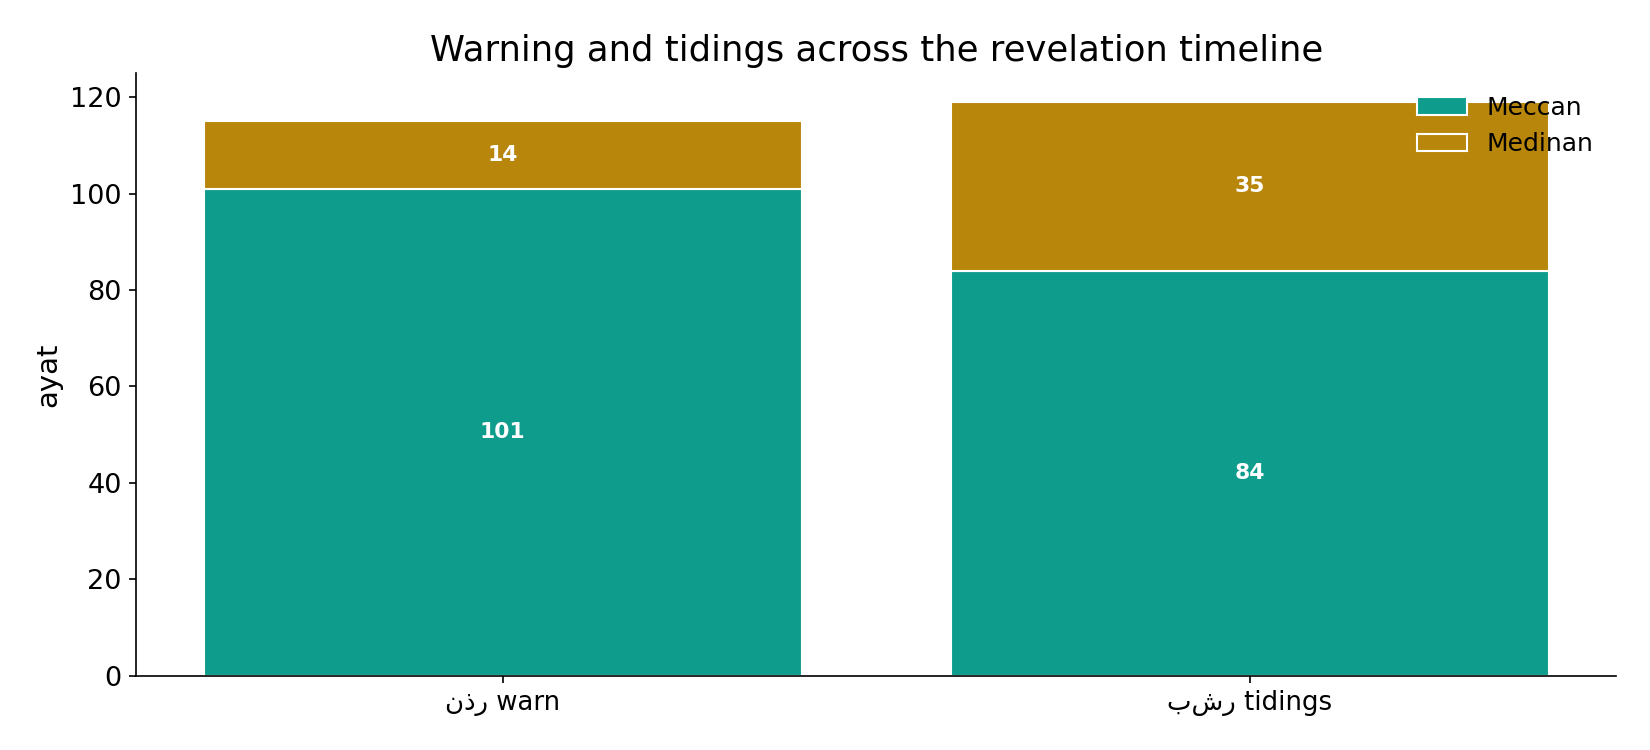 Warning and tidings across the revelation timeline
120
100
80
60
40
20
0
ayat
14
101
35
84
Meccan
Medinan
نذر warn
بشر tidings